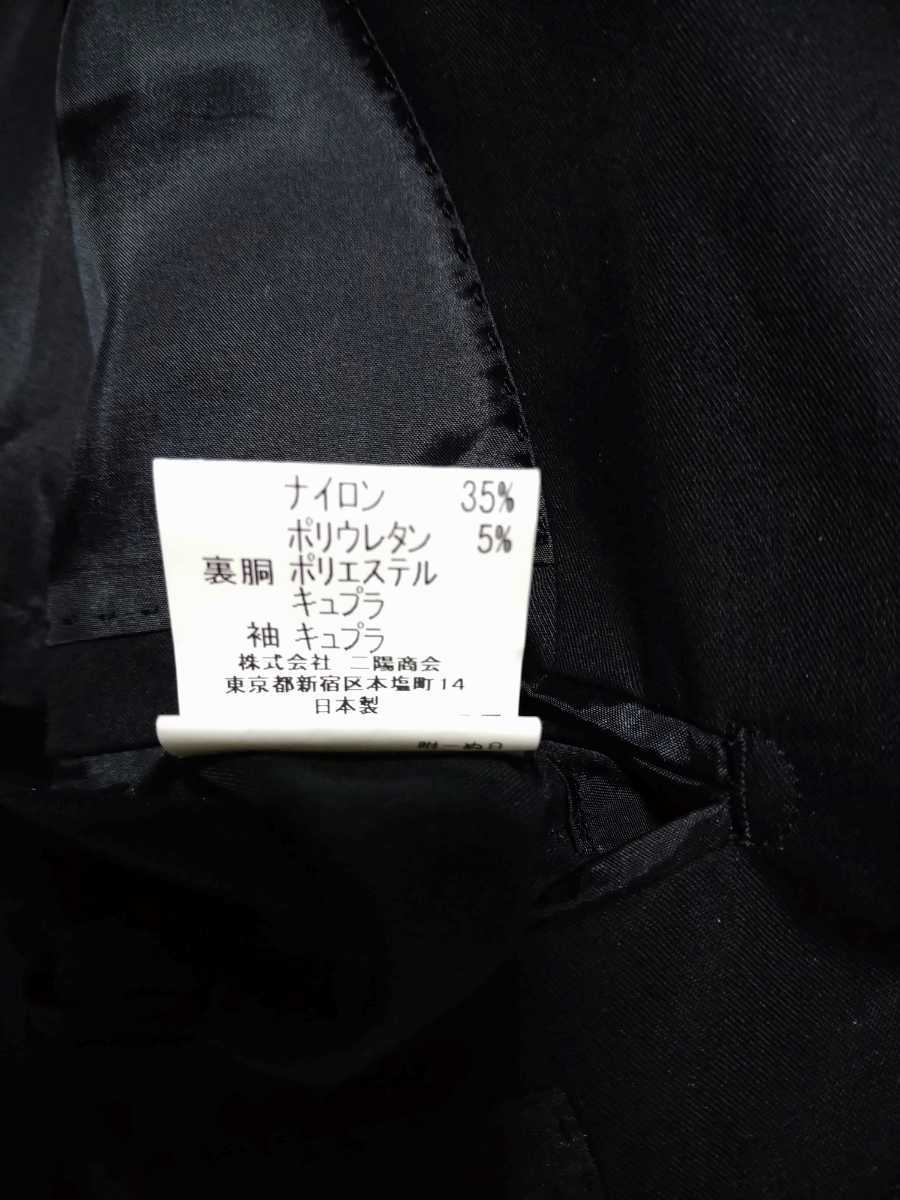 ナイロン 35%
ポリウレタン 5%
裏胴 ポリエステル
キュプラ
袖 キュプラ
株式会社 三陽商会
東京都新宿区本塩町14
日本製